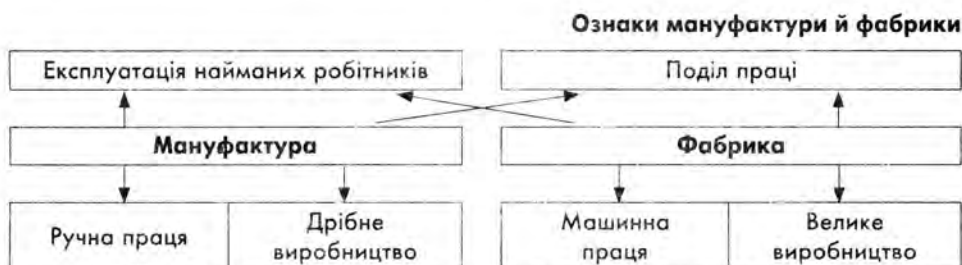 Ознаки мануфактури й фабрики
Експлуатація найманих робітників
Поділ праці
Мануфактура
Фабрика
Ручна праця
Дрібне
виробництво
Машинна
праця
Велике
виробництво